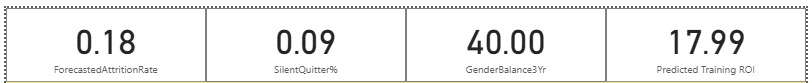 0.18 0.09 40.00 17.99
ForecastedAttritionRate SilentQuitter% GenderBalance3Yr Predicted Training ROI